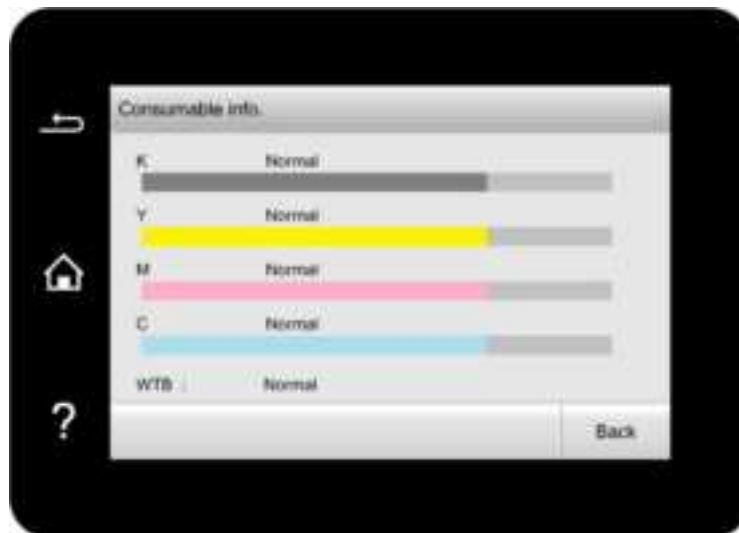 Consumable info.
K Normal
Y Normal
M Normal
C Normal
WTB : Normal
?
Back